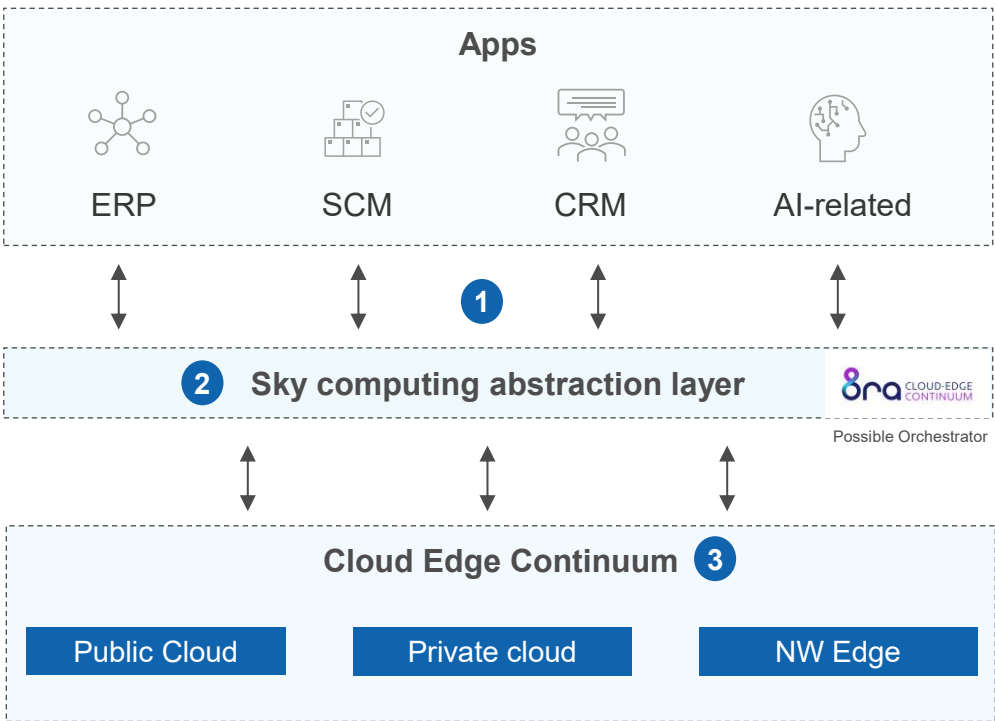 Apps
ERP SCM CRM AI-related
1
2 Sky computing abstraction layer
8ra CLOUD-EDGE
CONTINUUM
Possible Orchestrator
Cloud Edge Continuum 3
Public Cloud Private cloud NW Edge